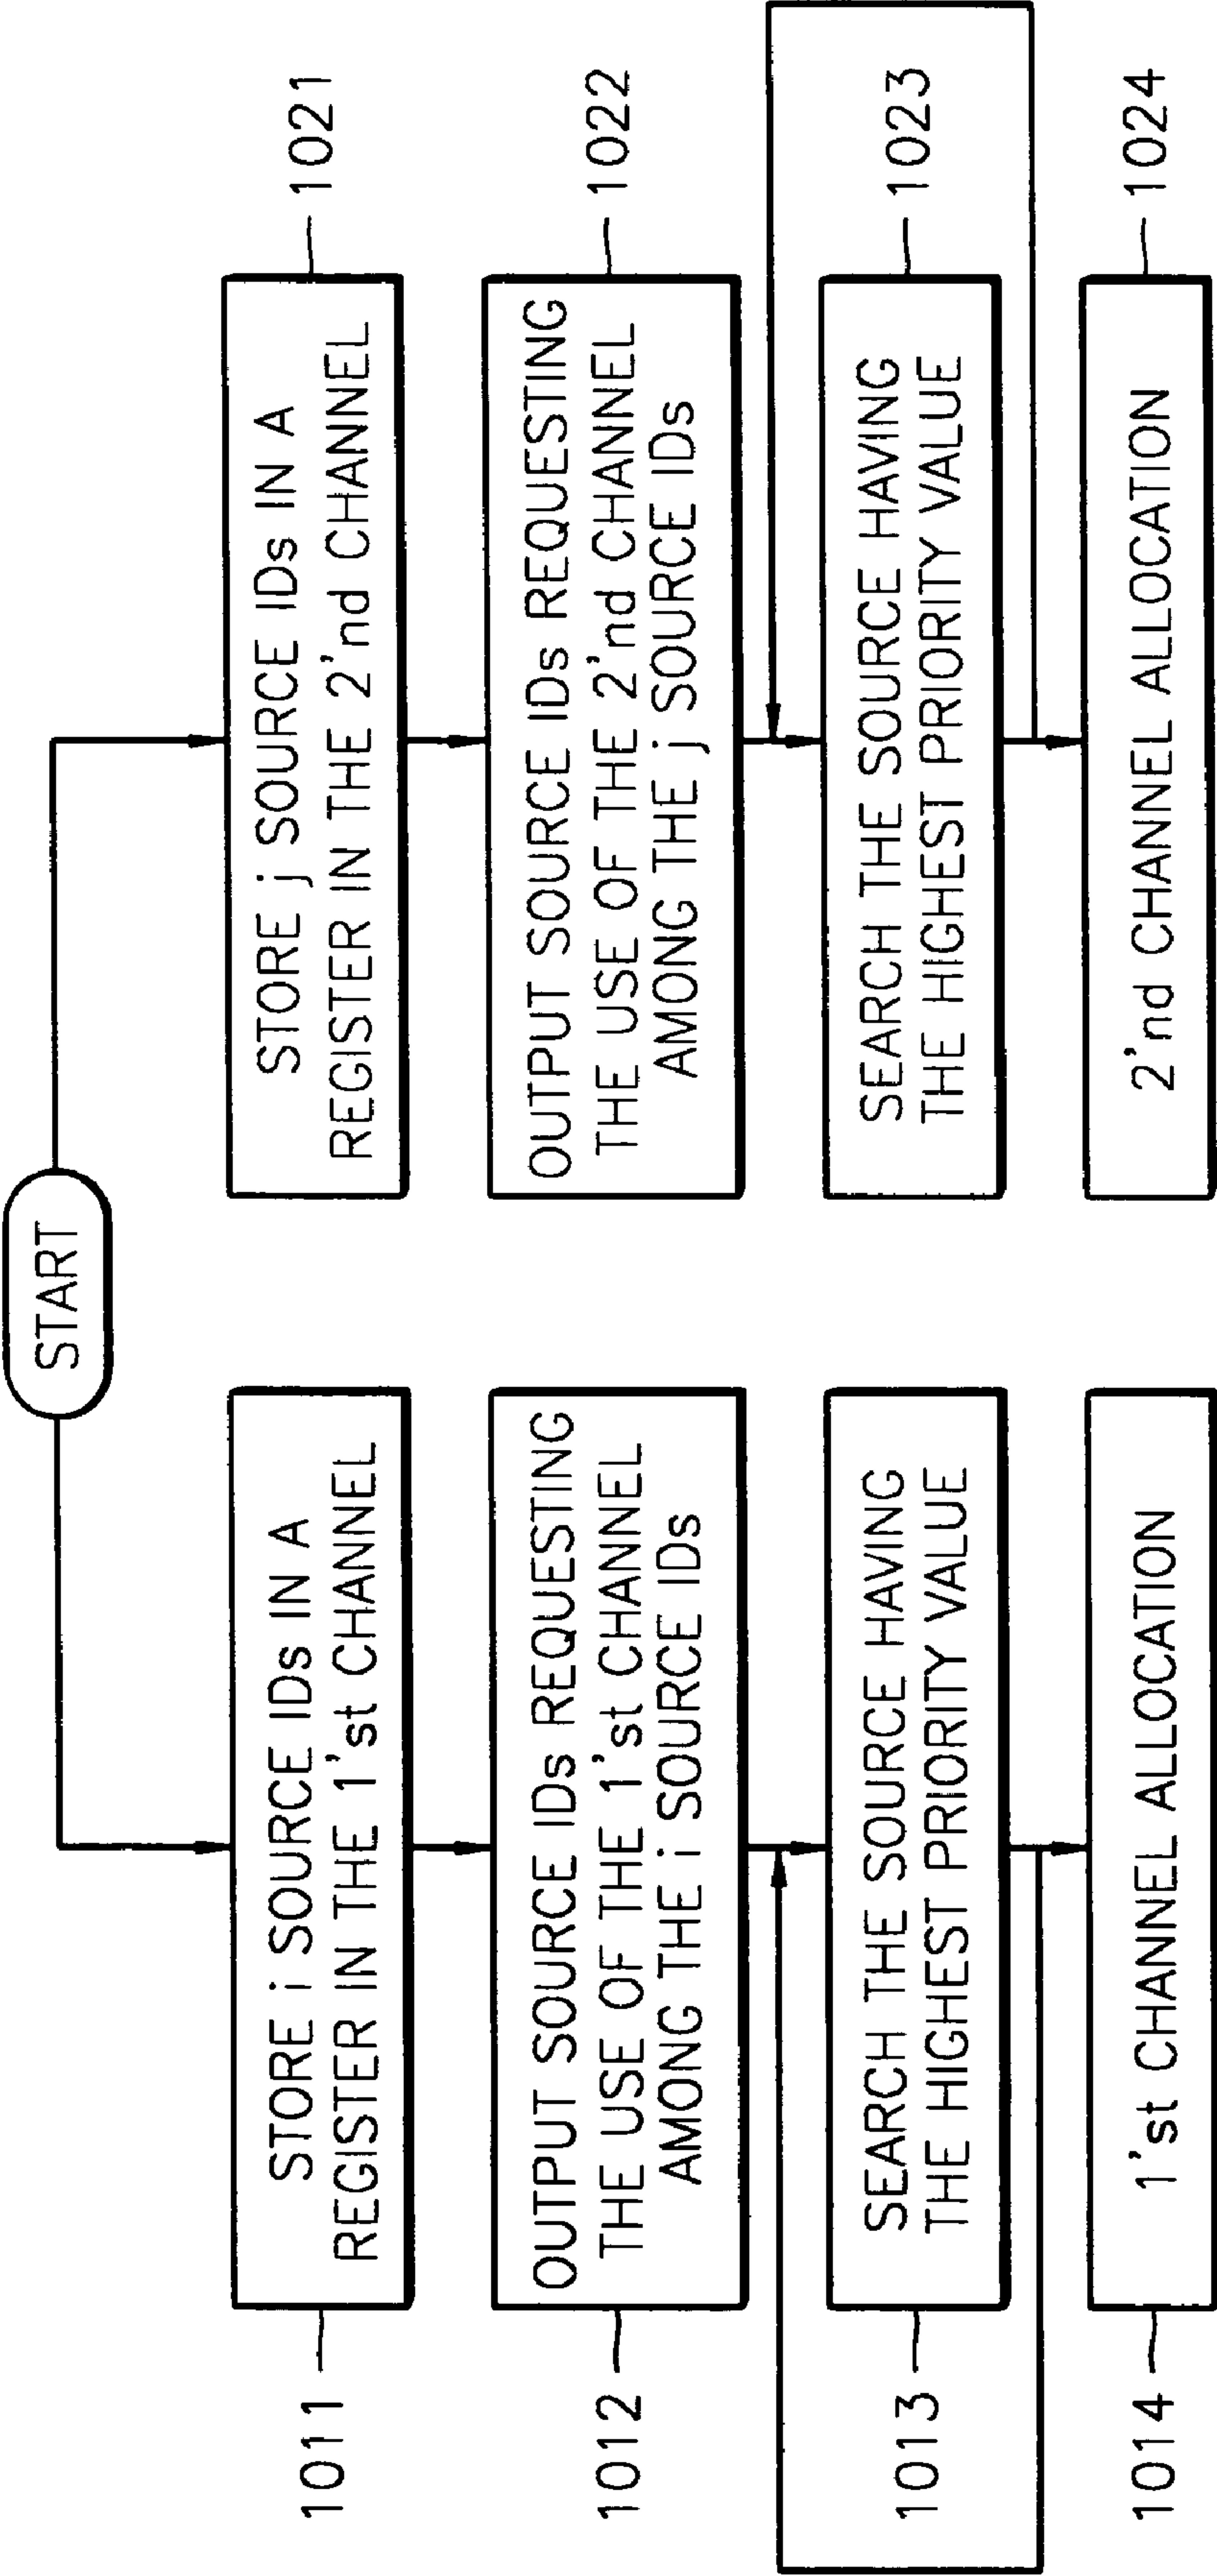 START
1011
STORE i SOURCE IDs IN A
REGISTER IN THE 1'st CHANNEL
1012
OUTPUT SOURCE IDs REQUESTING
THE USE OF THE 1'st CHANNEL
AMONG THE i SOURCE IDs
1013
SEARCH THE SOURCE HAVING
THE HIGHEST PRIORITY VALUE
1014
1'st CHANNEL ALLOCATION
STORE j SOURCE IDs IN A
REGISTER IN THE 2'nd CHANNEL
1021
OUTPUT SOURCE IDs REQUESTING
THE USE OF THE 2'nd CHANNEL
AMONG THE j SOURCE IDs
1022
SEARCH THE SOURCE HAVING
THE HIGHEST PRIORITY VALUE
1023
2'nd CHANNEL ALLOCATION
1024